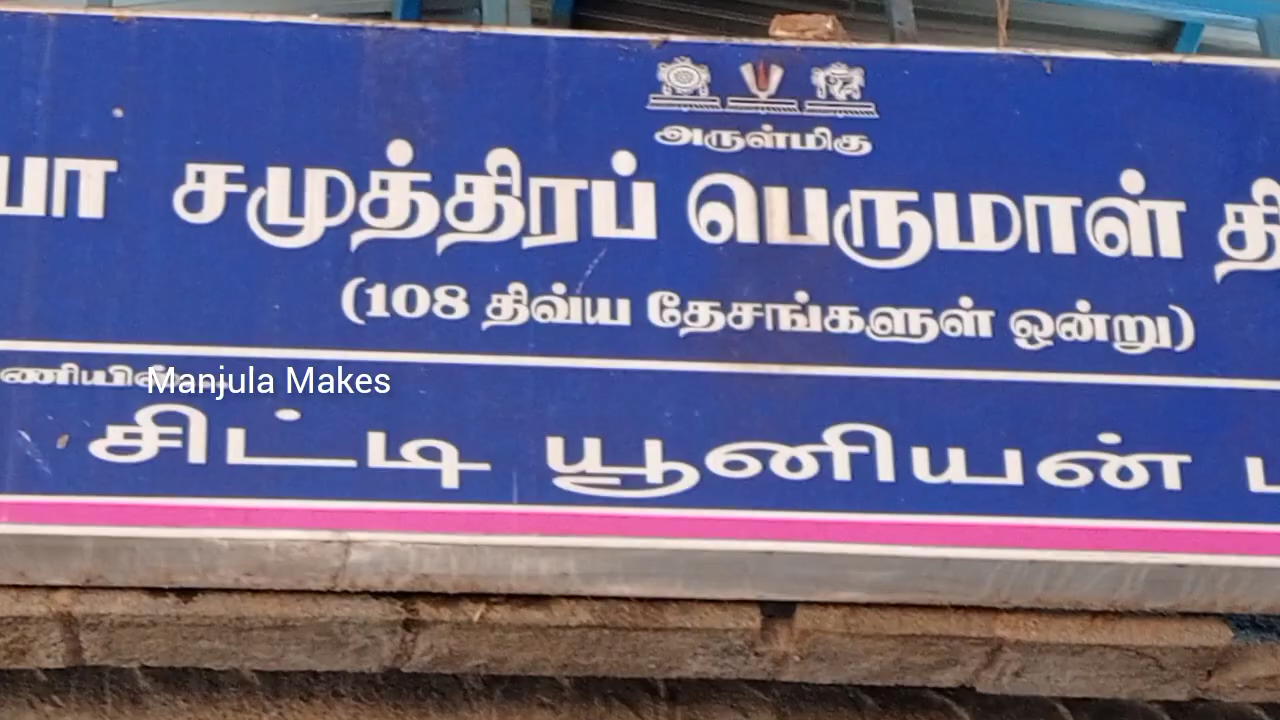 அருள்மிகு
யா சமுத்திரப் பெருமாள் தி
(108 திவ்ய தேசங்களுள் ஒன்று)
Manjula Makes
சிட்டி யூனியன்